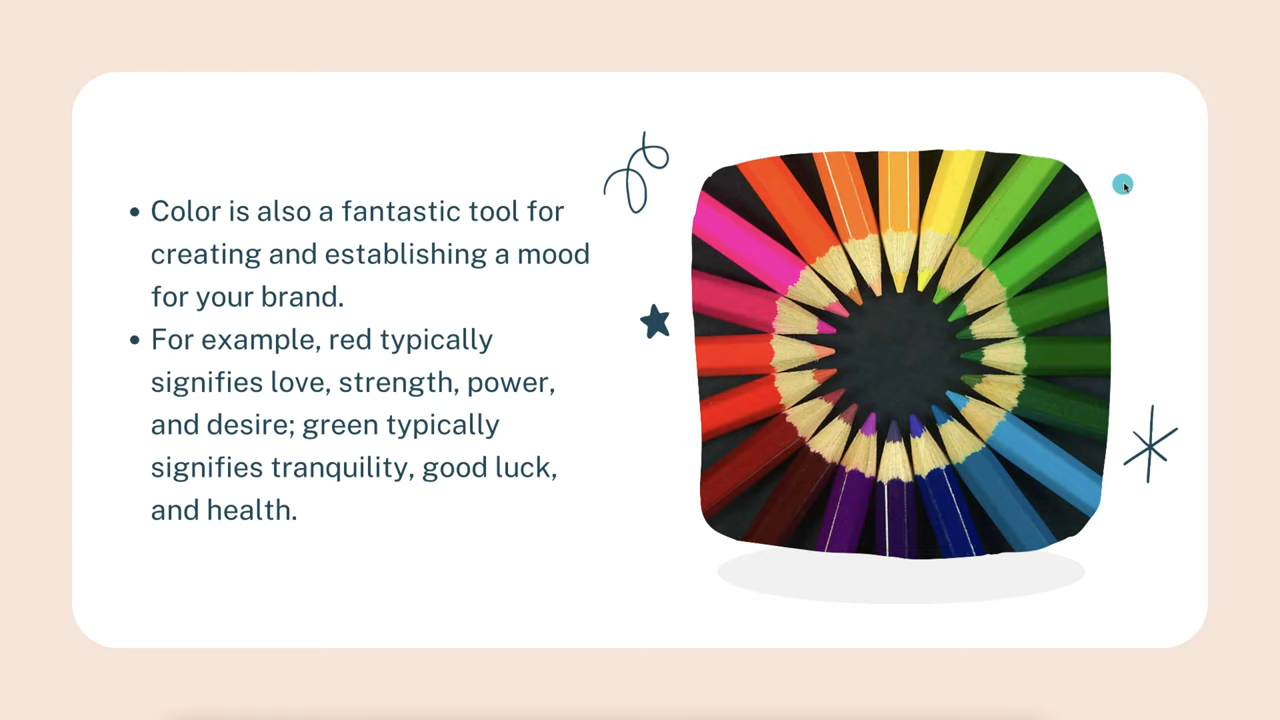 • Color is also a fantastic tool for
creating and establishing a mood
for your brand.
• For example, red typically
signifies love, strength, power,
and desire; green typically
signifies tranquility, good luck,
and health.